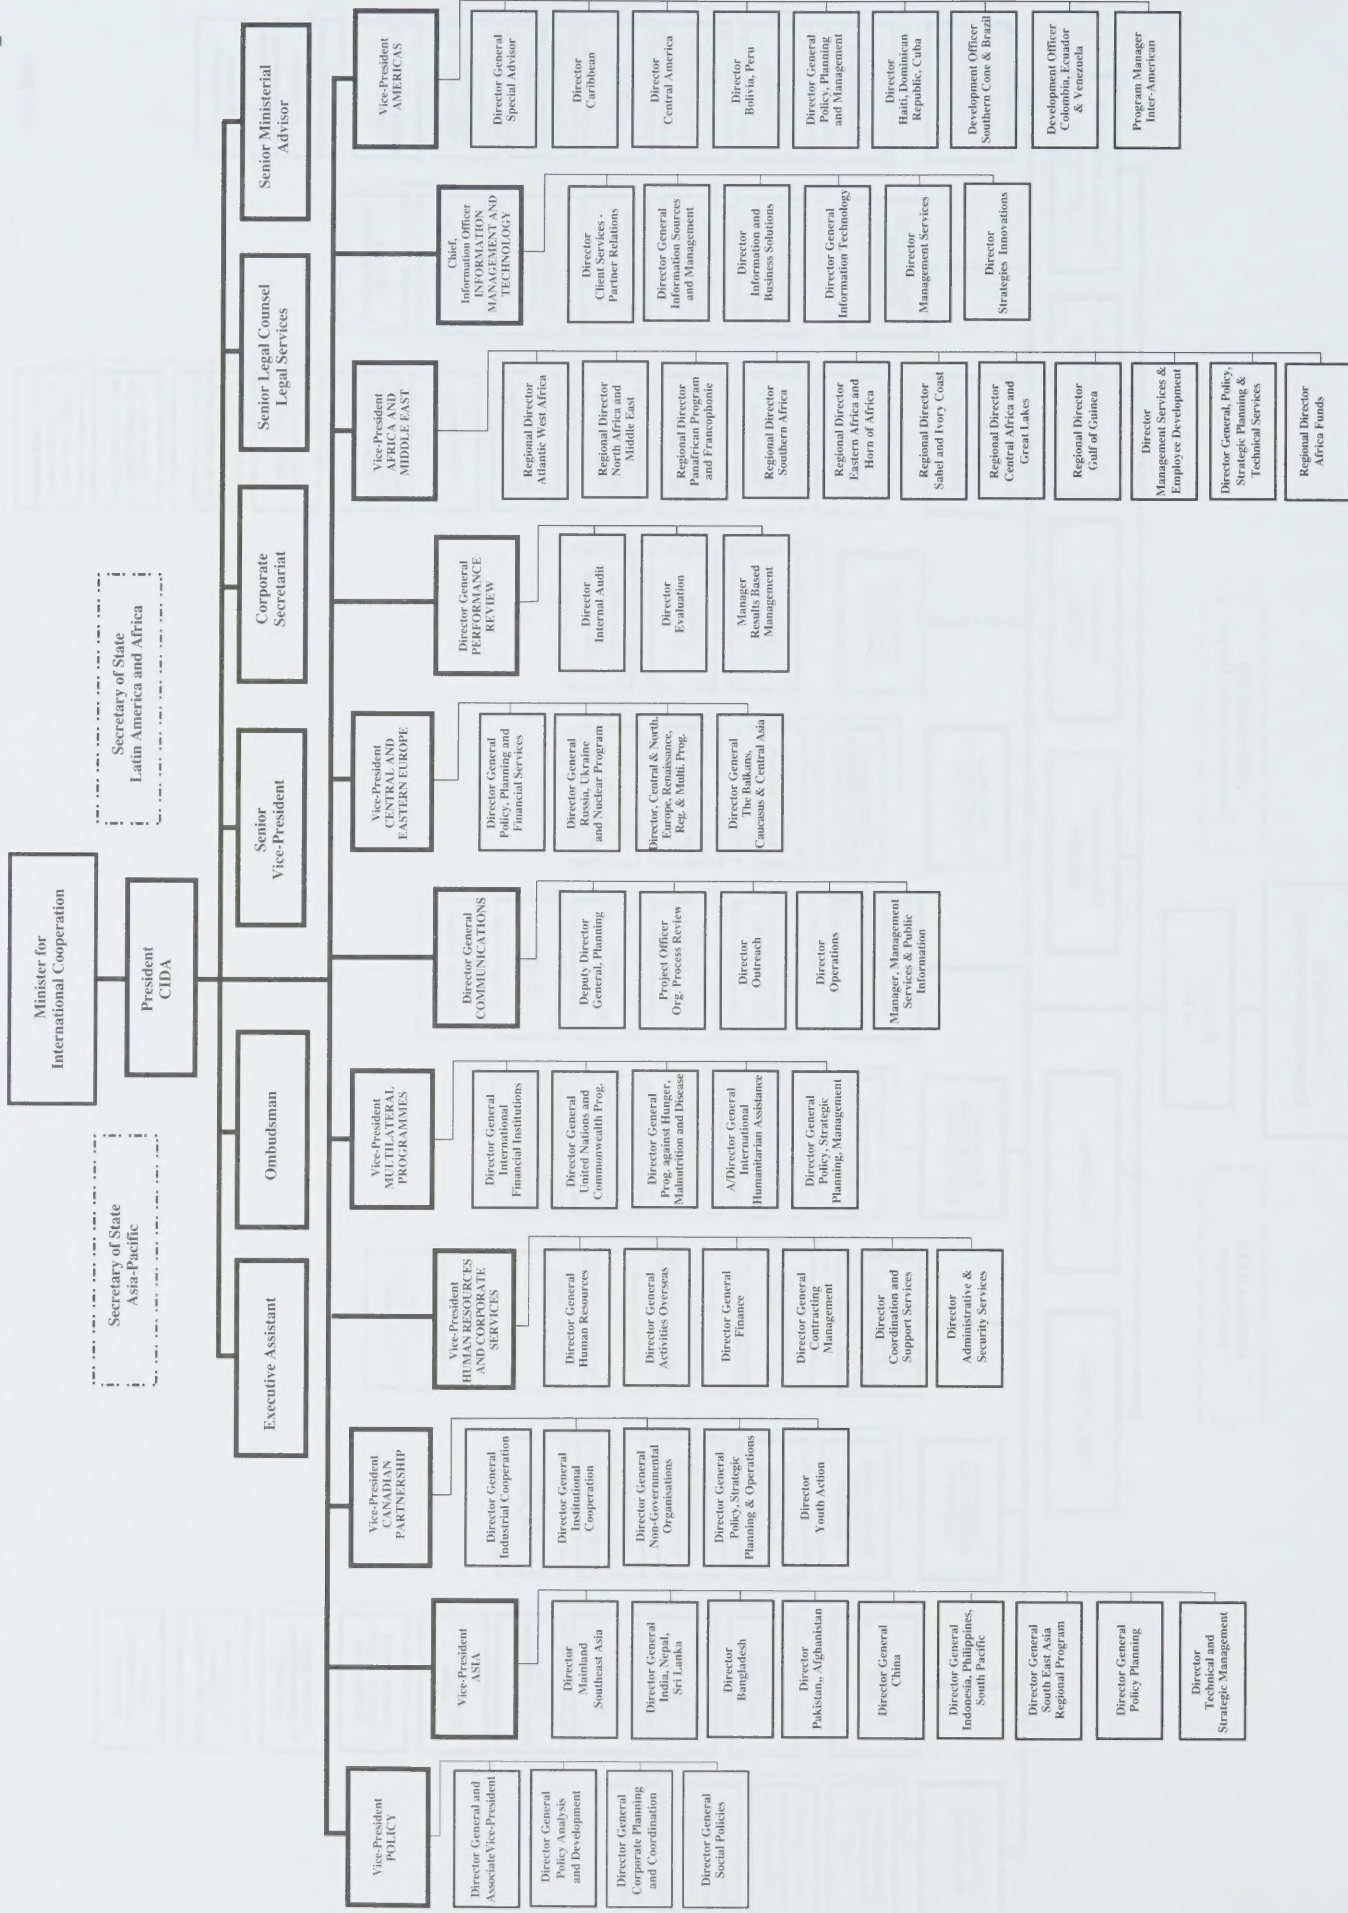 Minister for
International Cooperation
President
CIDA
Secretary of State
Asia-Pacific
Secretary of State
Latin America and Africa
Executive Assistant
Ombudsman
Senior
Vice-President
Corporate
Secretariat
Senior Legal Counsel
Legal Services
Senior Ministerial
Advisor
Vice-President
POLICY
Director General and
AssociateVice-President
Director General
Policy Analysis
and Development
Director General
Corporate Planning
and Coordination
Director General
Social Policies
Vice-President
ASIA
Director
Mainland
Southeast Asia
Director General
India, Nepal,
Sri Lanka
Director
Bangladesh
Director
Pakistan,, Afghanistan
Director General
China
Director General
Indonesia, Philippines,
South Pacific
Director General
South East Asia
Regional Program
Director General
Policy Planning
Director
Technical and
Strategic Management
Vice-President
CANADIAN
PARTNERSHIP
Director General
Industrial Cooperation
Director General
Institutional
Cooperation
Director General
Non-Governmental
Organisations
Director General
Policy, Strategic
Planning & Operations
Director
Youth Action
Vice-President
HUMAN RESOURCES
AND CORPORATE
SERVICES
Director General
Human Resources
Director General
Activities Overseas
Director General
Finance
Director General
Contracting
Management
Director
Coordination and
Support Services
Director
Administrative &
Security Services
Vice-President
MULTILATERAL
PROGRAMMES
Director General
International
Financial Institutions
Director General
United Nations and
Commonwealth Prog.
Director General
Prog. against Hunger,
Malnutrition and Disease
A/Director General
International
Humanitarian Assistance
Director General
Policy, Strategic
Planning, Management
Director General
COMMUNICATIONS
Deputy Director
General, Planning
Project Officer
Org. Process Review
Director
Outreach
Director
Operations
Manager, Management
Services & Public
Information
Vice-President
CENTRAL AND
EASTERN EUROPE
Director General
Policy, Planning and
Financial Services
Director General
Russia, Ukraine
and Nuclear Program
Director, Central & North.
Europe, Renaissance,
Reg. & Multi. Prog.
Director General
The Balkans,
Caucasus & Central Asia
Director General
PERFORMANCE
REVIEW
Director
Internal Audit
Director
Evaluation
Manager
Results Based
Management
Vice-President
AFRICA AND
MIDDLE EAST
Regional Director
Atlantic West Africa
Regional Director
North Africa and
Middle East
Regional Director
Panafrican Program
and Francophonie
Regional Director
Southern Africa
Regional Director
Eastern Africa and
Horn of Africa
Regional Director
Sahel and Ivory Coast
Regional Director
Central Africa and
Great Lakes
Regional Director
Gulf of Guinea
Director
Management Services &
Employee Development
Director General, Policy,
Strategic Planning &
Technical Services
Regional Director
Africa Funds
Chief,
Information Officer
INFORMATION
MANAGEMENT AND
TECHNOLOGY
Director
Client Services -
Partner Relations
Director General
Information Sources
and Management
Director
Information and
Business Solutions
Director General
Information Technology
Director
Management Services
Director
Strategies Innovations
Vice-President
AMERICAS
Director General
Special Advisor
Director
Caribbean
Director
Central America
Director
Bolivia, Peru
Director General
Policy, Planning
and Management
Director
Haiti, Dominican
Republic, Cuba
Development Officer
Southern Cone & Brazil
Development Officer
Colombia, Ecuador
& Venezuela
Program Manager
Inter-American